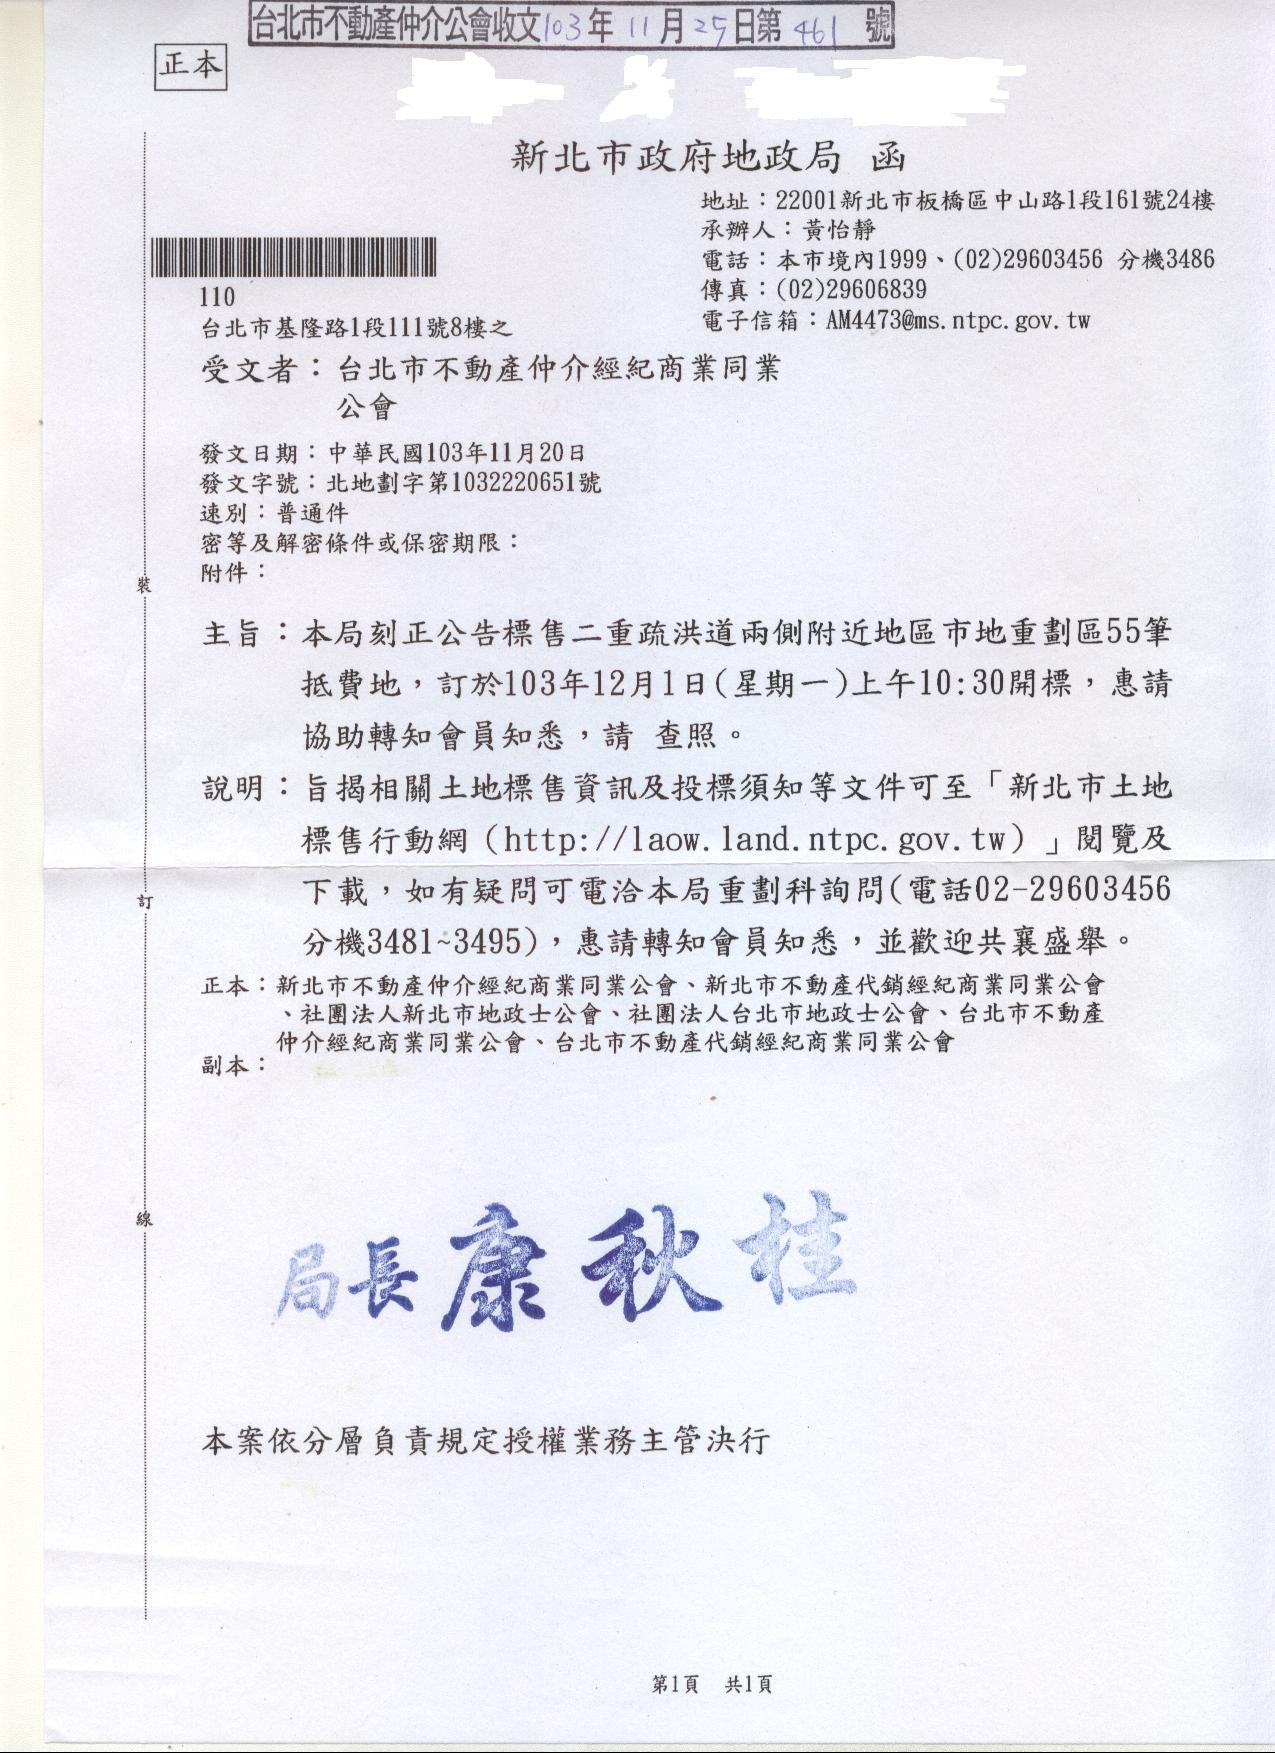 台北市不動產仲介公會收文103年11月25日第461號
正本
新北市政府地政局 函
地址：22001新北市板橋區中山路1段161號24樓
承辦人：黃怡靜
電話：本市境內1999、(02)29603456 分機3486
傳真：(02)29606839
電子信箱：AM4473@ms.ntpc.gov.tw
110
台北市基隆路1段111號8樓之
受文者：台北市不動產仲介經紀商業同業
公會
發文日期：中華民國103年11月20日
發文字號：北地劃字第1032220651號
速別：普通件
密等及解密條件或保密期限：
附件：
主旨：本局刻正公告標售二重疏洪道兩側附近地區市地重劃區55筆
抵費地，訂於103年12月1日(星期一)上午10:30開標，惠請
協助轉知會員知悉，請 查照。
說明：旨揭相關土地標售資訊及投標須知等文件可至「新北市土地
標售行動網（http://laow.land.ntpc.gov.tw）」閱覽及
下載，如有疑問可電洽本局重劃科詢問(電話02-29603456
分機3481~3495)，惠請轉知會員知悉，並歡迎共襄盛舉。
正本：新北市不動產仲介經紀商業同業公會、新北市不動產代銷經紀商業同業公會
、社團法人新北市地政士公會、社團法人台北市地政士公會、台北市不動產
仲介經紀商業同業公會、台北市不動產代銷經紀商業同業公會
副本：
裝
訂
線
局長 康秋桂
本案依分層負責規定授權業務主管決行
第1頁 共1頁